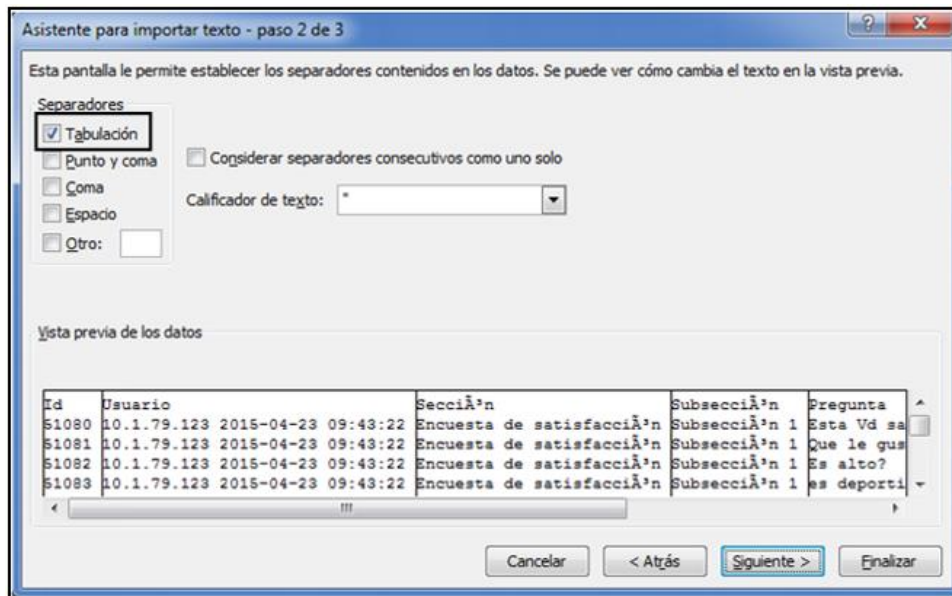 Asistente para importar texto - paso 2 de 3
Esta pantalla le permite establecer los separadores contenidos en los datos. Se puede ver cómo cambia el texto en la vista previa.
Separadores
Tabulación
Punto y coma
Considerar separadores consecutivos como uno solo
Coma
Calificador de texto: "
Espacio
Otro:
Vista previa de los datos
Id Usuario SecciÃ³n SubsecciÃ³n Pregunta
51080 10.1.79.123 2015-04-23 09:43:22 Encuesta de satisfacciÃ³n SubsecciÃ³n 1 Esta Vd sa
51081 10.1.79.123 2015-04-23 09:43:22 Encuesta de satisfacciÃ³n SubsecciÃ³n 1 Que le gus
51082 10.1.79.123 2015-04-23 09:43:22 Encuesta de satisfacciÃ³n SubsecciÃ³n 1 Es alto?
51083 10.1.79.123 2015-04-23 09:43:22 Encuesta de satisfacciÃ³n SubsecciÃ³n 1 es deporti
Cancelar < Atrás Siguiente > Finalizar